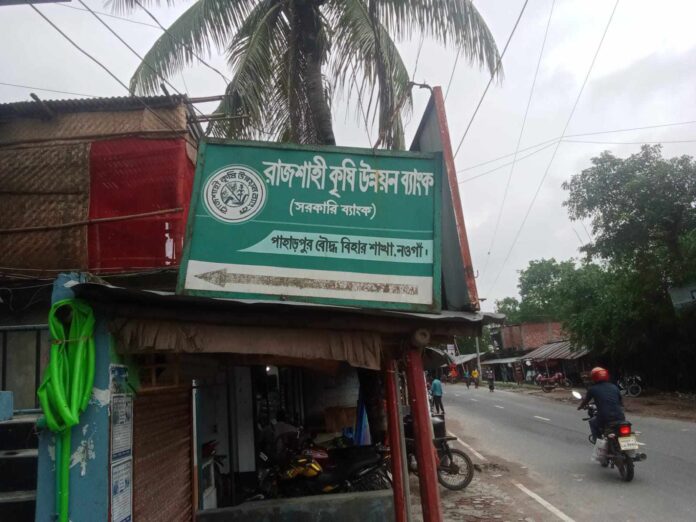 রাজশাহী কৃষি উন্নয়ন ব্যাংক
(সরকারি ব্যাংক)
পাহাড়পুর বৌদ্ধ বিহার শাখা, নওগাঁ।